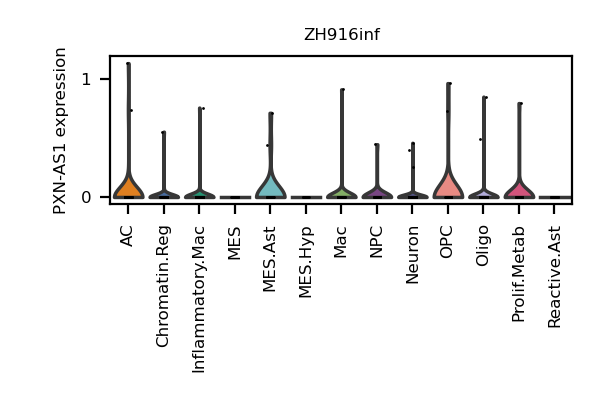 ZH916inf
PXN-AS1 expression
1
0
AC
Chromatin.Reg
Inflammatory.Mac
MES
MES.Ast
MES.Hyp
Mac
NPC
Neuron
OPC
Oligo
Prolif.Metab
Reactive.Ast